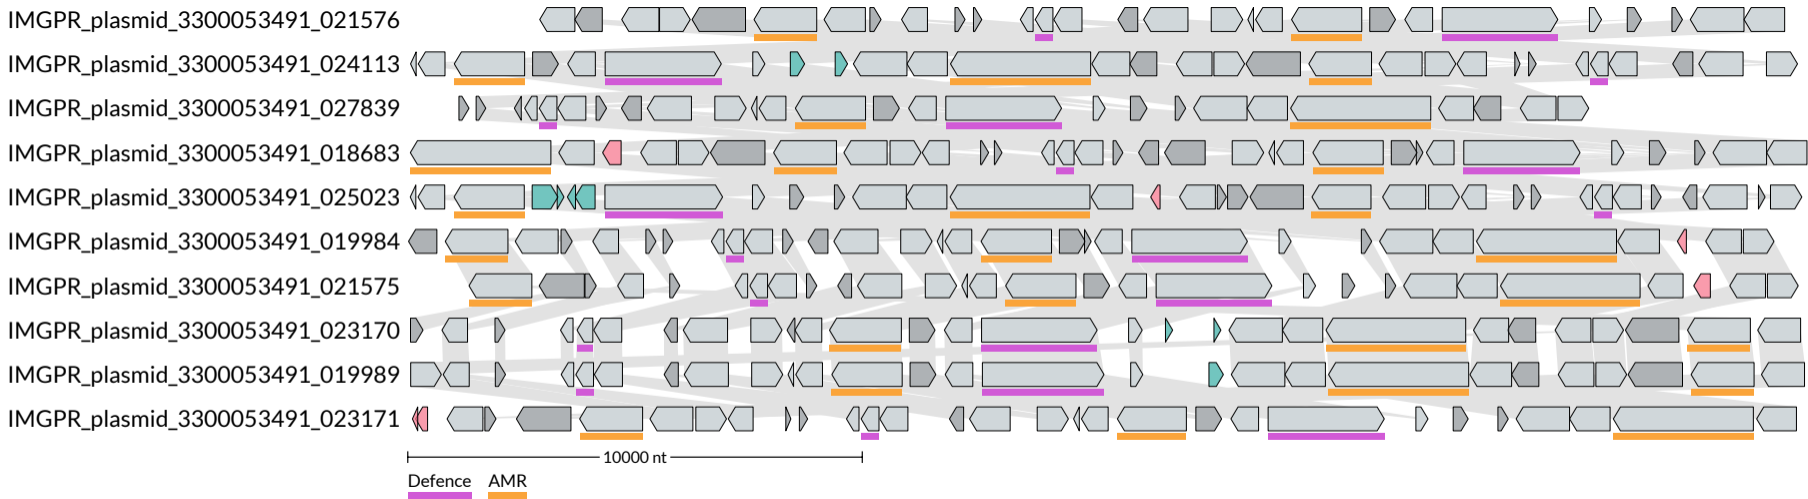 IMGPR_plasmid_3300053491_021576
IMGPR_plasmid_3300053491_024113
IMGPR_plasmid_3300053491_027839
IMGPR_plasmid_3300053491_018683
IMGPR_plasmid_3300053491_025023
IMGPR_plasmid_3300053491_019984
IMGPR_plasmid_3300053491_021575
IMGPR_plasmid_3300053491_023170
IMGPR_plasmid_3300053491_019989
IMGPR_plasmid_3300053491_023171
10000 nt
Defence AMR